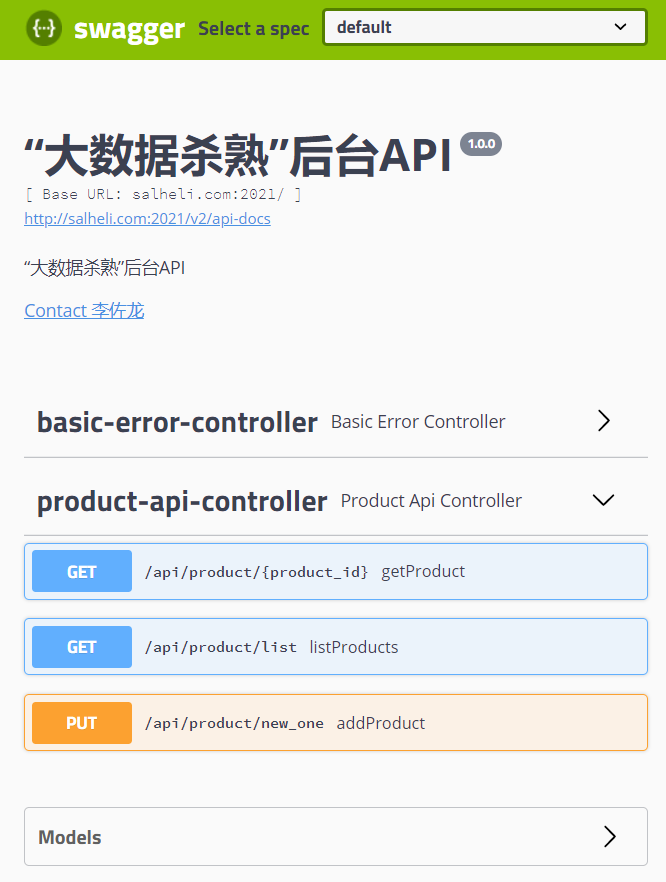 {···} swagger Select a spec default
“大数据杀熟”后台API 1.0.0
[ Base URL: salheli.com:2021/ ]
http://salheli.com:2021/v2/api-docs
“大数据杀熟”后台API
Contact 李佐龙
basic-error-controller Basic Error Controller
product-api-controller Product Api Controller
GET /api/product/{product_id} getProduct
GET /api/product/list listProducts
PUT /api/product/new_one addProduct
Models